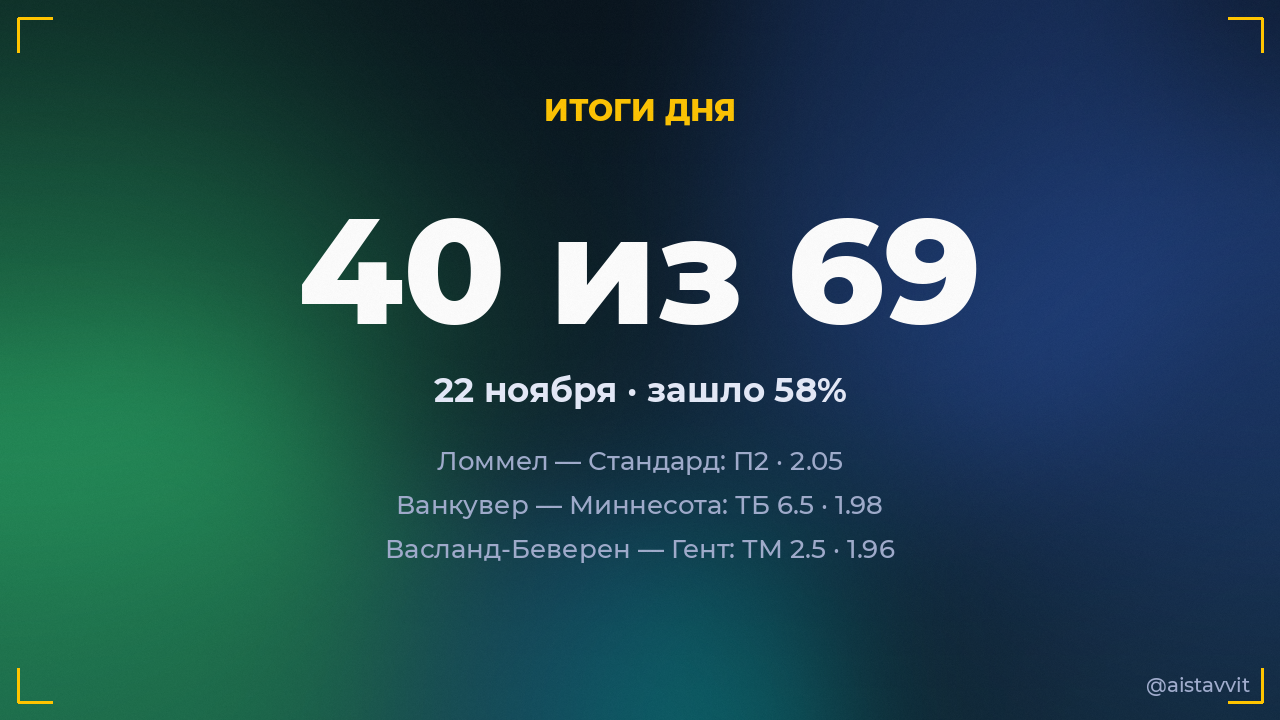 ИТОГИ ДНЯ
40 из 69
22 ноября · зашло 58%
Ломмел — Стандард: П2 · 2.05
Ванкувер — Миннесота: ТБ 6.5 · 1.98
Васланд-Беверен — Гент: ТМ 2.5 · 1.96
@aistavvit